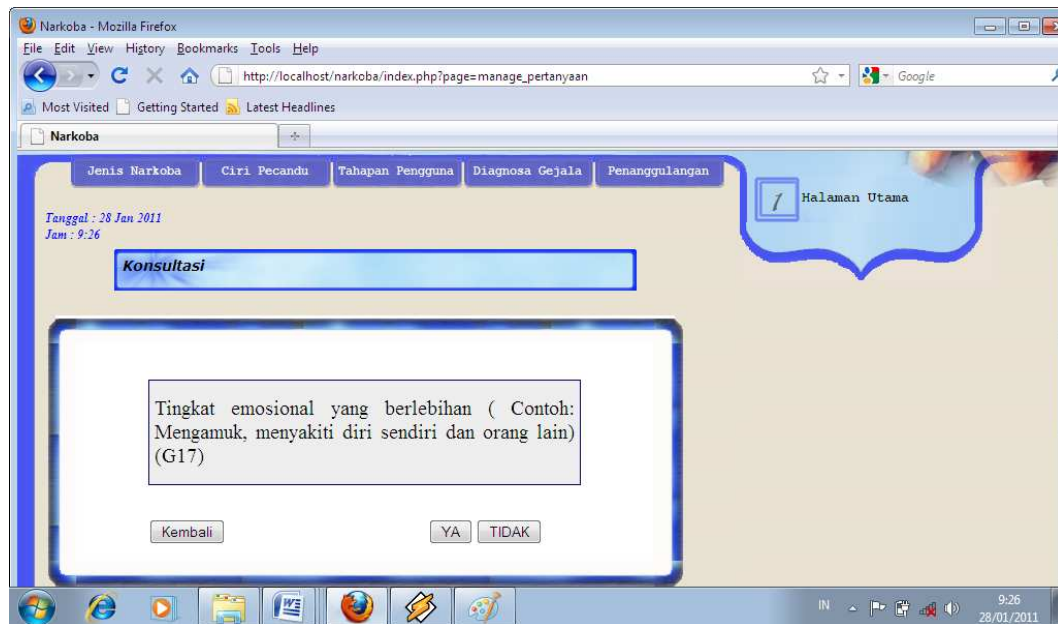 Narkoba - Mozilla Firefox
File Edit View History Bookmarks Tools Help
http://localhost/narkoba/index.php?page=manage_pertanyaan
Google
Most Visited Getting Started Latest Headlines
Narkoba
Jenis Narkoba Ciri Pecandu Tahapan Pengguna Diagnosa Gejala Penanggulangan
1 Halaman Utama
Tanggal : 28 Jan 2011
Jam : 9:26
Konsultasi
Tingkat emosional yang berlebihan ( Contoh:
Mengamuk, menyakiti diri sendiri dan orang lain)
(G17)
Kembali YA TIDAK
IN 9:26
28/01/2011